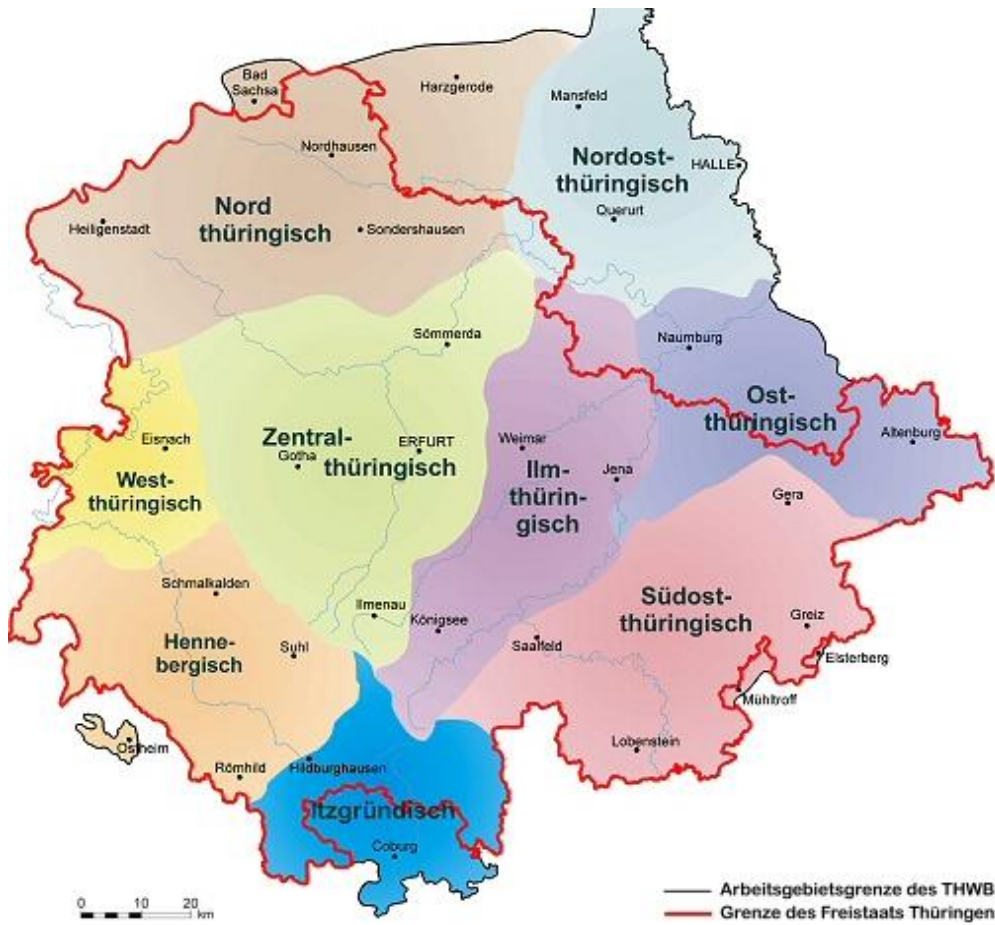 Bad
Sachsa
Harzgerode
Mansfeld
Nordhausen
Nordost-
thüringisch
HALLE
Nord
thüringisch
Heiligenstadt
Sondershausen
Querurt
Sömmerda
Naumburg
Ost-
thüringisch
Altenburg
Eisnach
Zentral-
thüringisch
Gotha
ERFURT
Weimar
Ilm-
thürin-
gisch
Jena
West-
thüringisch
Gera
Schmalkalden
Ilmenau
Königsee
Südost-
thüringisch
Greiz
Henne-
bergisch
Suhl
Saalfeld
Elsterberg
Mühltroff
Ostheim
Römhild
Hildburghausen
Lobenstein
Itzgründisch
Coburg
0 10 20
km
Arbeitsgebietsgrenze des THWB
Grenze des Freistaats Thüringen